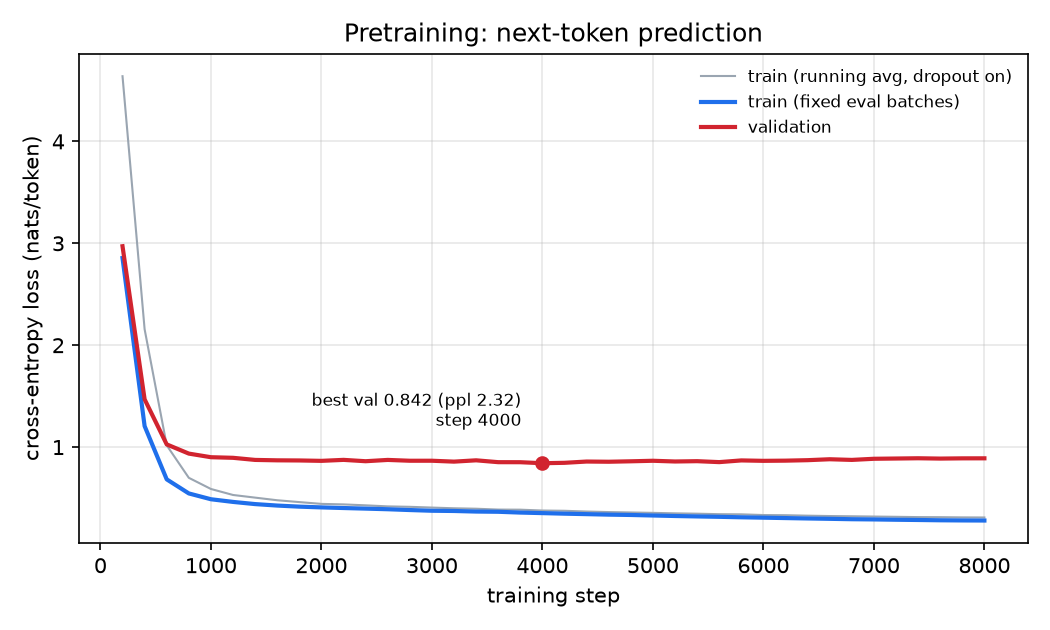 Pretraining: next-token prediction
cross-entropy loss (nats/token)
4
3
2
1
train (running avg, dropout on)
train (fixed eval batches)
validation
best val 0.842 (ppl 2.32)
step 4000
0 1000 2000 3000 4000 5000 6000 7000 8000
training step